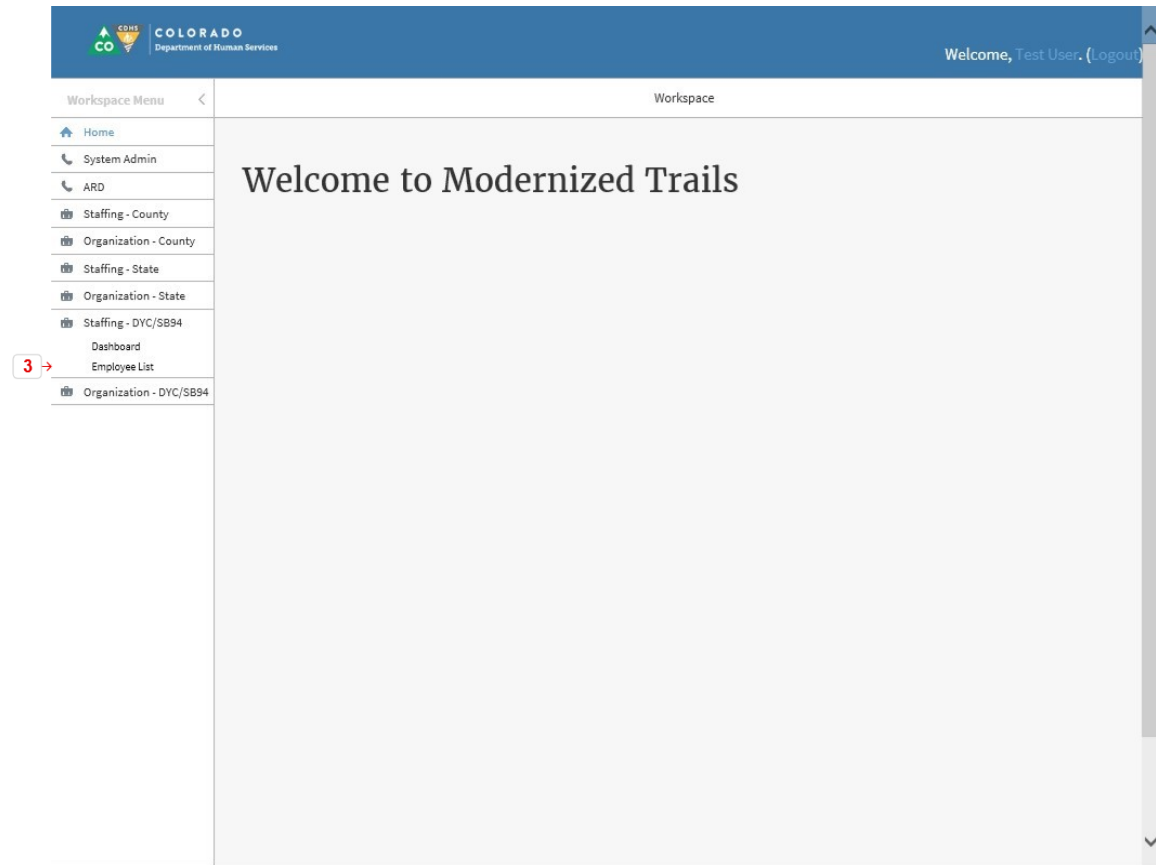 CDHS
CO
COLORADO
Department of Human Services
Welcome, Test User. (Logout)
Workspace Menu
Workspace
Home
System Admin
ARD
Staffing - County
Organization - County
Staffing - State
Organization - State
Staffing - DYC/SB94
Dashboard
3
Employee List
Organization - DYC/SB94
Welcome to Modernized Trails